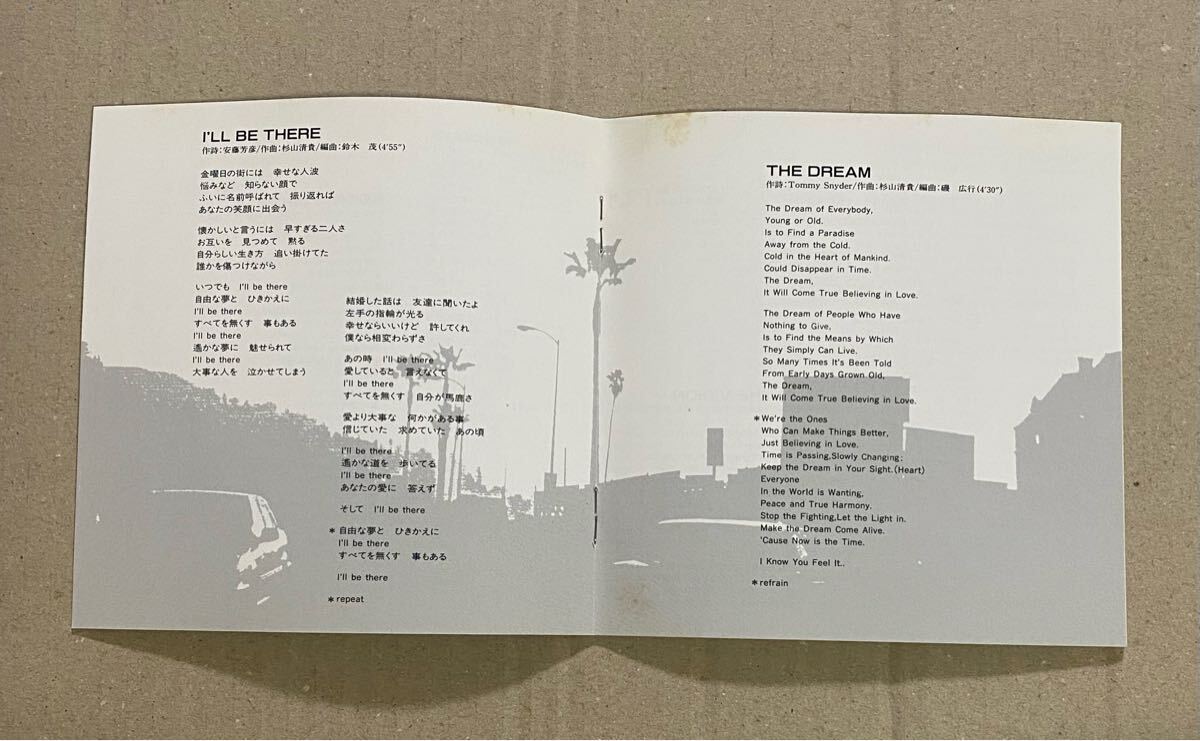 I'LL BE THERE
作詩:安藤芳彦/作曲:杉山清貴/編曲:鈴木 茂(4'55")
金曜日の街には 幸せな人波
悩みなど 知らない顔で
ふいに名前呼ばれて 振り返れば
あなたの笑顔に出会う
懐かしいと言うには 早すぎる二人さ
お互いを 見つめて 黙る
自分らしい生き方 追い掛けてた
誰かを傷つけながら
いつでも I'll be there
自由な夢と ひきかえに
I'll be there
すべてを無くす 事もある
I'll be there
遙かな夢に 魅せられて
I'll be there
大事な人を 泣かせてしまう
結婚した話は 友達に聞いたよ
左手の指輪が光る
幸せならいいけど 許してくれ
僕なら相変わらずさ
あの時 I'll be there
愛していると 言えなくて
I'll be there
すべてを無くす 自分が馬鹿さ
愛より大事な 何かがある事
信じていた 求めていた あの頃
I'll be there
遙かな道を 歩いてる
I'll be there
あなたの愛に 答えず
そして I'll be there
*自由な夢と ひきかえに
I'll be there
すべてを無くす 事もある
I'll be there
*repeat
THE DREAM
作詩:Tommy Snyder/作曲:杉山清貴/編曲:磯 広行(4'30")
The Dream of Everybody,
Young or Old.
Is to Find a Paradise
Away from the Cold.
Cold in the Heart of Mankind.
Could Disappear in Time.
The Dream,
It Will Come True Believing in Love.
The Dream of People Who Have
Nothing to Give,
Is to Find the Means by Which
They Simply Can Live.
So Many Times It's Been Told
From Early Days Grown Old,
The Dream,
It Will Come True Believing in Love.
*We're the Ones
Who Can Make Things Better,
Just Believing in Love.
Time is Passing,Slowly Changing;
Keep the Dream in Your Sight.(Heart)
Everyone
In the World is Wanting,
Peace and True Harmony.
Stop the Fighting,Let the Light in.
Make the Dream Come Alive.
'Cause Now is the Time.
I Know You Feel It..
*refrain